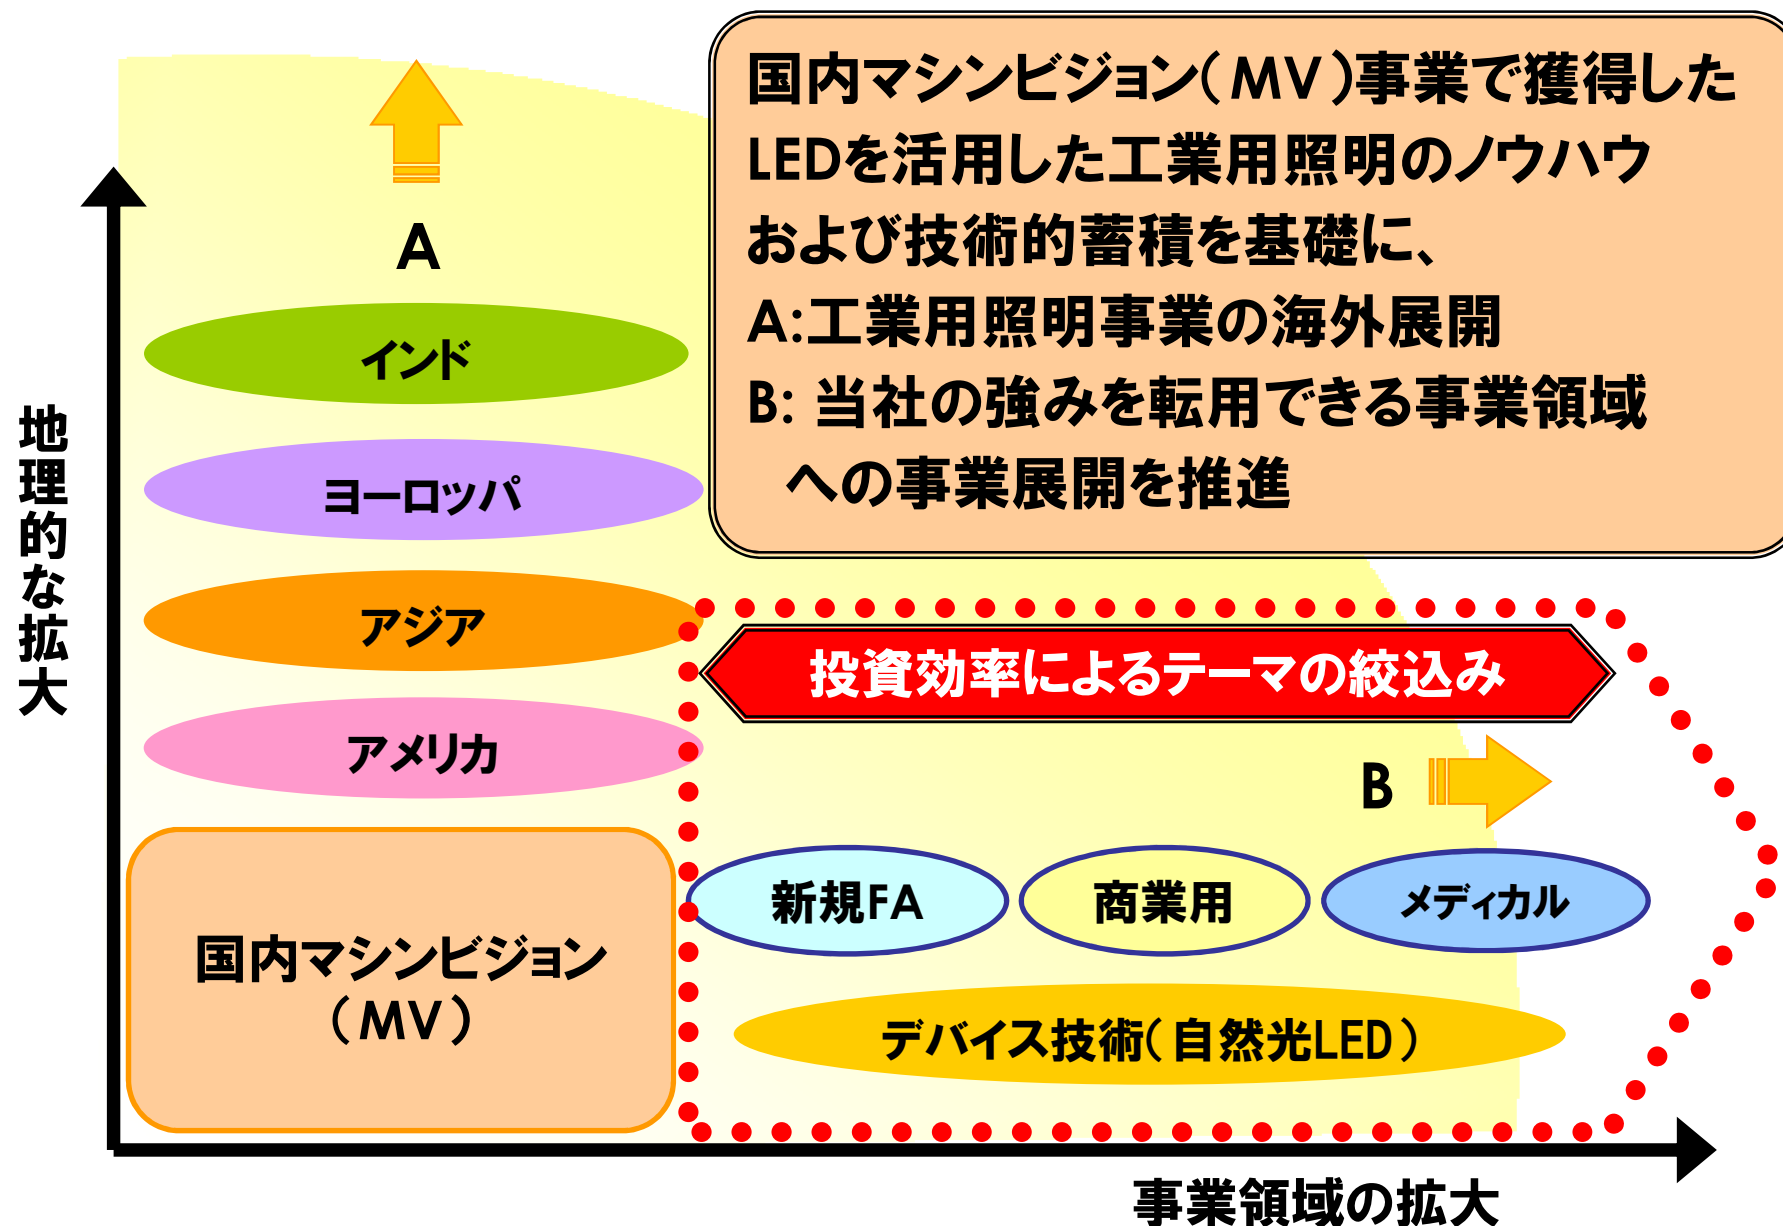 国内マシンビジョン（MV）事業で獲得した
LEDを活用した工業用照明のノウハウ
および技術的蓄積を基礎に、
A:工業用照明事業の海外展開
B: 当社の強みを転用できる事業領域
への事業展開を推進
A
インド
ヨーロッパ
アジア
アメリカ
国内マシンビジョン
（MV）
地理的な拡大
投資効率によるテーマの絞込み
B
新規FA
商業用
メディカル
デバイス技術（自然光LED）
事業領域の拡大